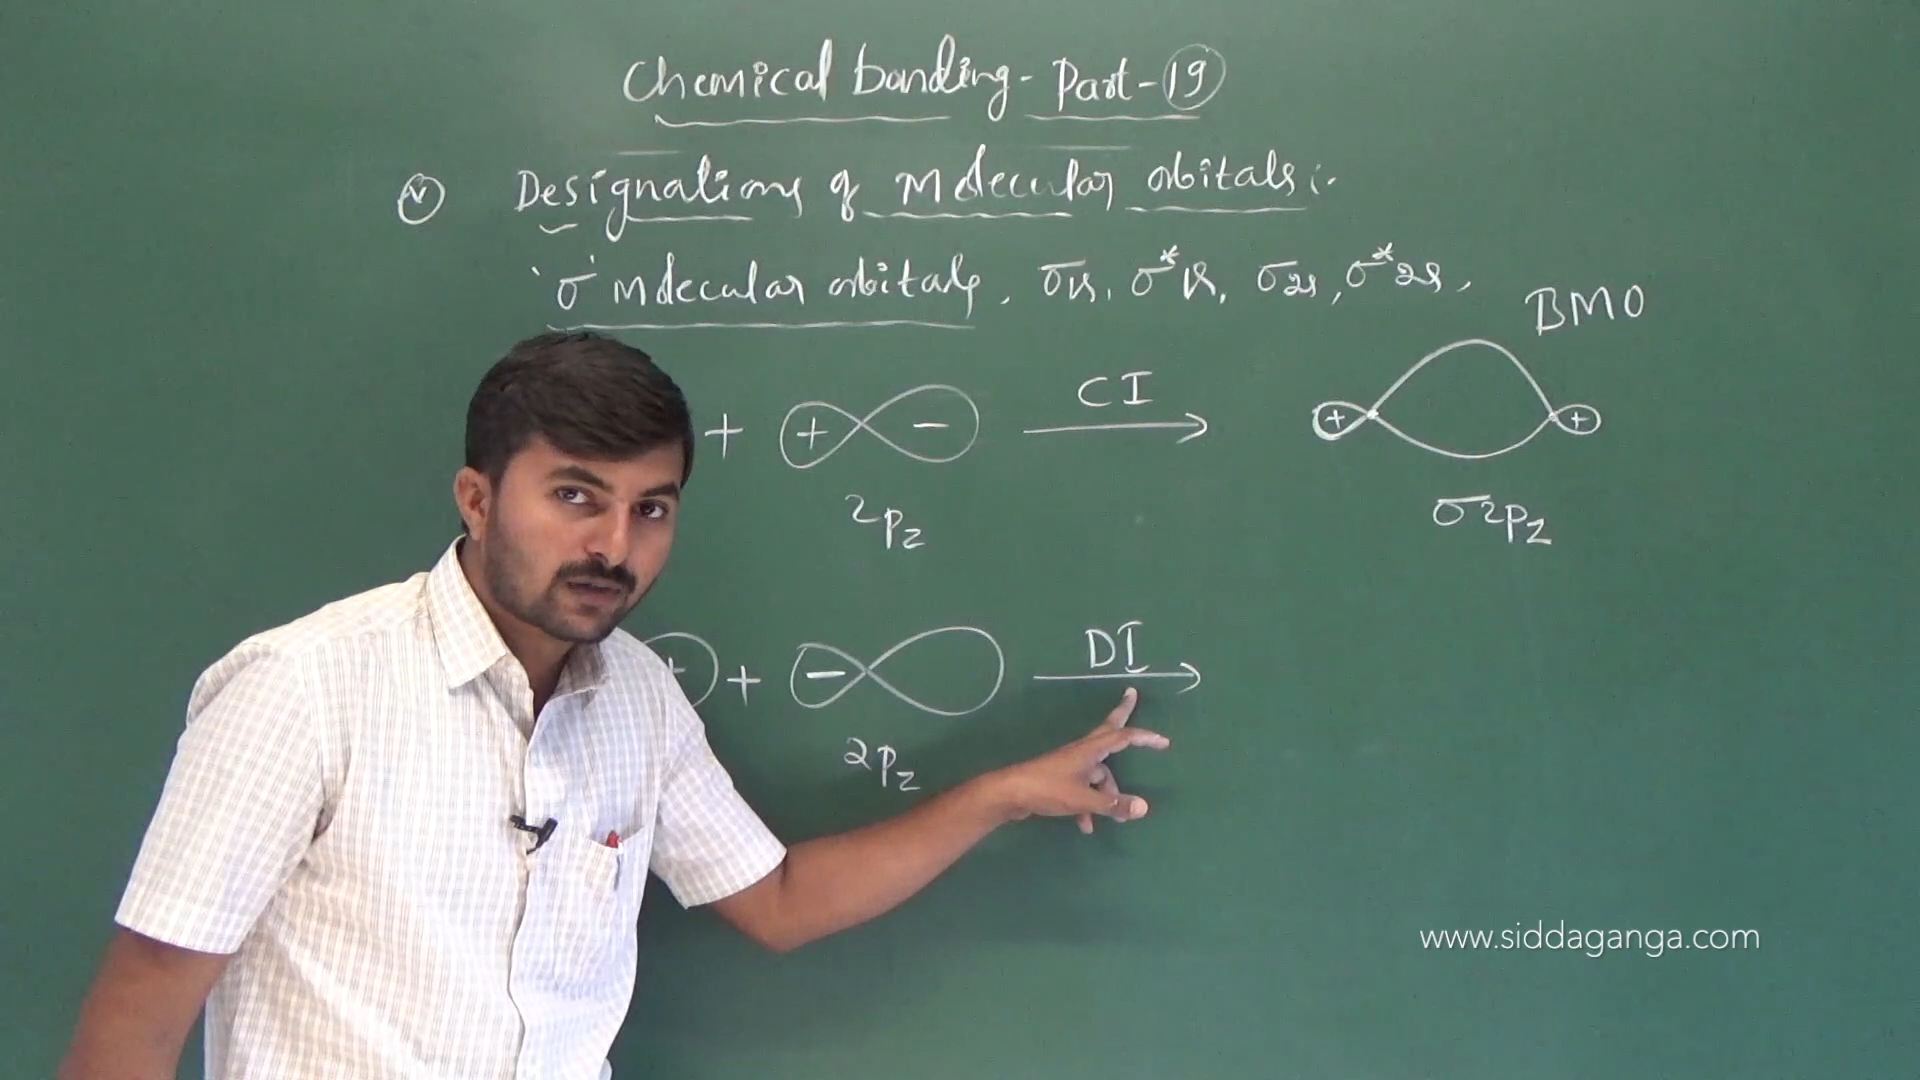 Chemical bonding - Part - 19
v Designations of Molecular orbitals :-
'σ' Molecular orbitals, σ1s, σ*1s, σ2s, σ*2s,
BMO
+ + - CI + +
2pz σ2pz
+ + - DI
2pz
www.siddaganga.com